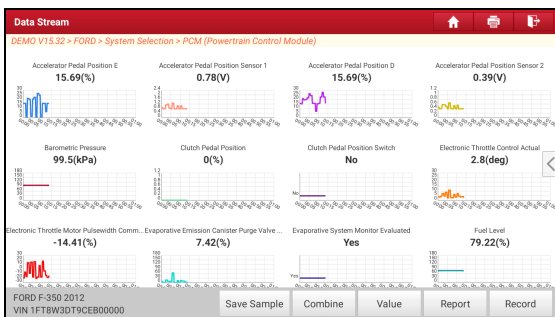 Data Stream
DEMO V15.32 > FORD > System Selection > PCM (Powertrain Control Module)
Accelerator Pedal Position E
15.69(%)
Accelerator Pedal Position Sensor 1
0.78(V)
Accelerator Pedal Position D
15.69(%)
Accelerator Pedal Position Sensor 2
0.39(V)
Barometric Pressure
99.5(kPa)
Clutch Pedal Position
0(%)
Clutch Pedal Position Switch
No
No
Electronic Throttle Control Actual
2.8(deg)
Electronic Throttle Motor Pulsewidth Comm...
-14.41(%)
Evaporative Emission Canister Purge Valve ...
7.42(%)
Evaporative System Monitor Evaluated
Yes
Yes
Fuel Level
79.22(%)
FORD F-350 2012
VIN 1FT8W3DT9CEB00000
Save Sample
Combine
Value
Report
Record